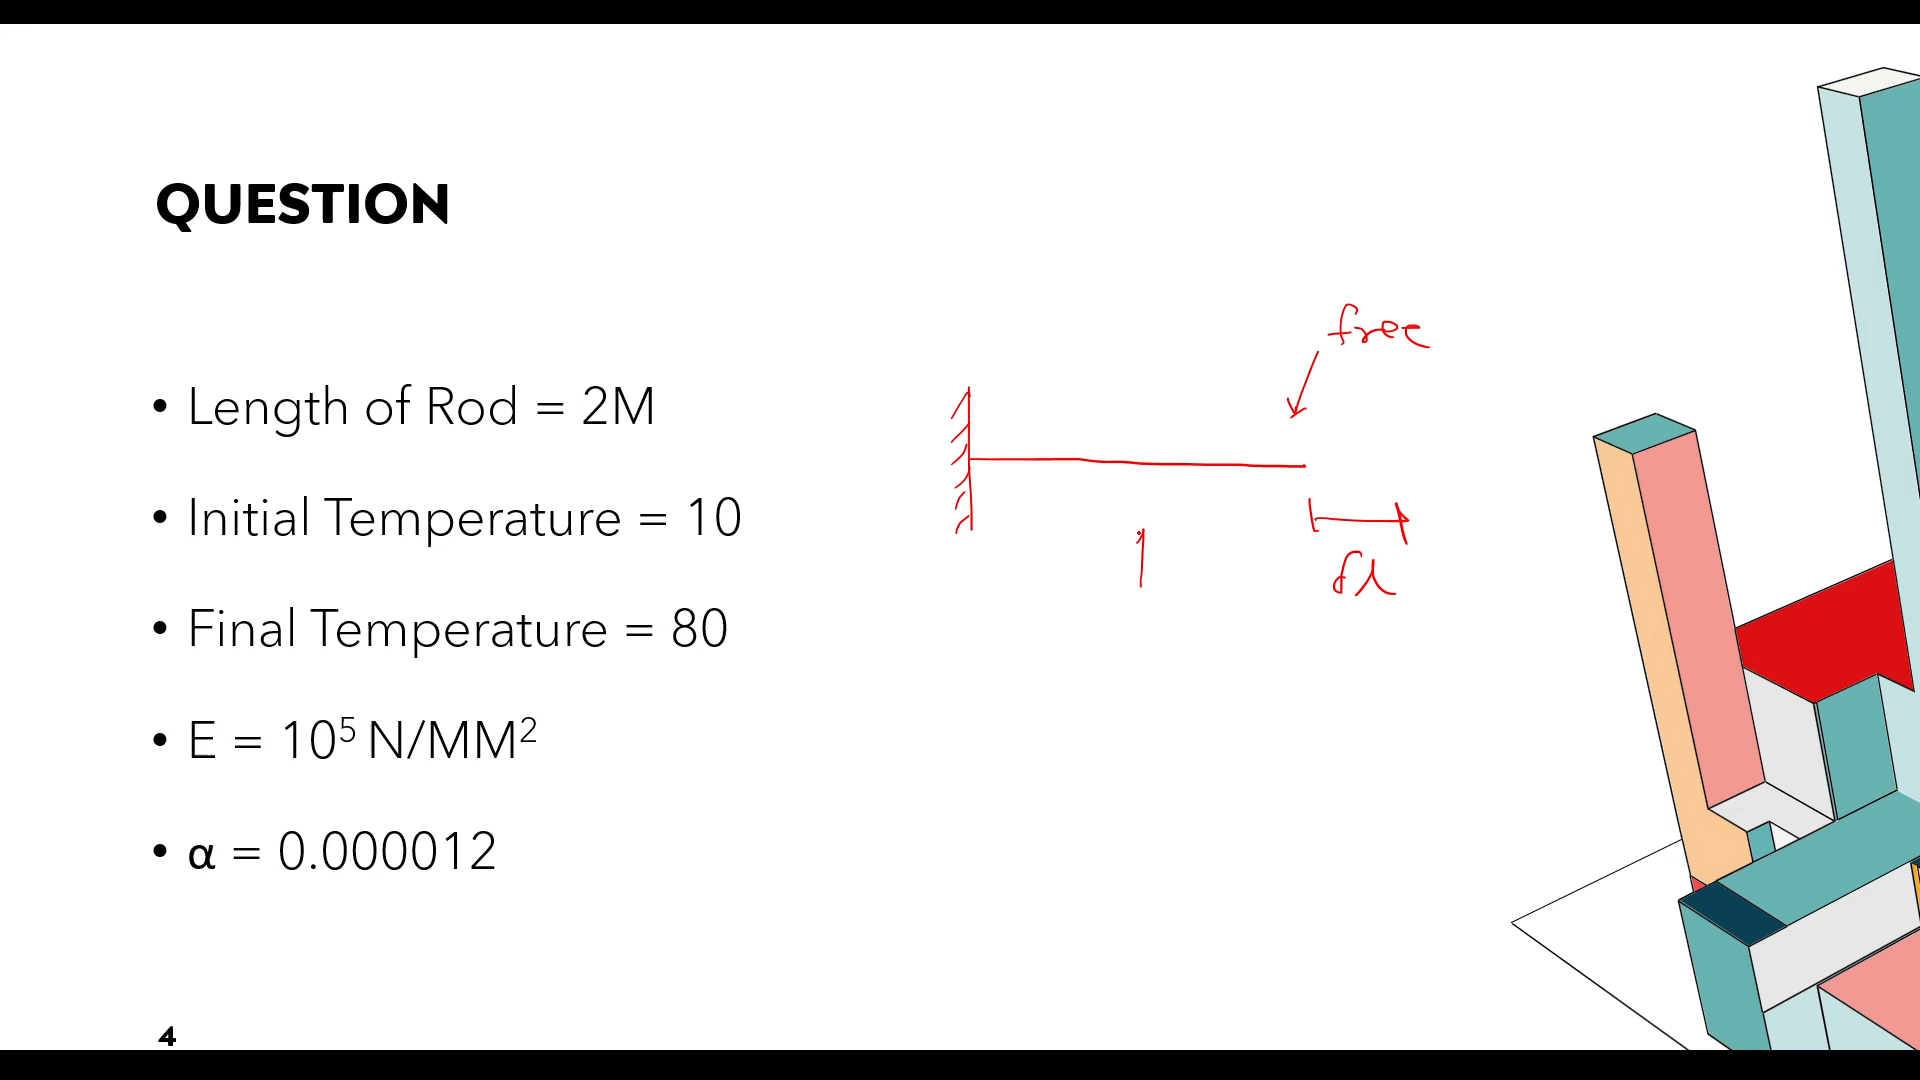 QUESTION
• Length of Rod = 2M
• Initial Temperature = 10
• Final Temperature = 80
• E = 10⁵ N/MM²
• α = 0.000012
free
l
δl
4